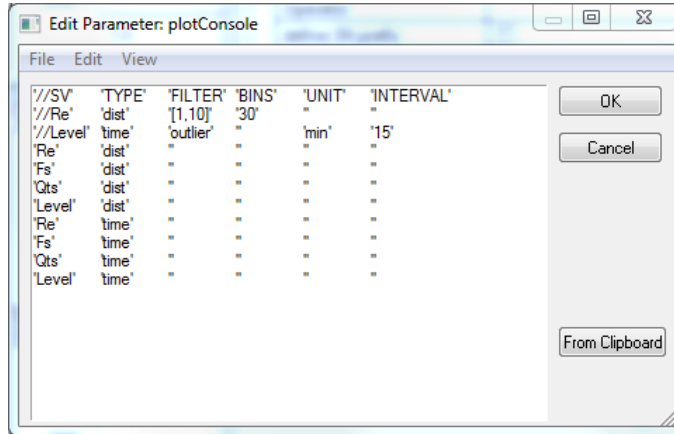 Edit Parameter: plotConsole
File Edit View
'//SV' 'TYPE' 'FILTER' 'BINS' 'UNIT' 'INTERVAL'
'//Re' 'dist' '[1,10]' '30' '' ''
'//Level' 'time' 'outlier' '' 'min' '15'
'Re' 'dist' '' '' '' ''
'Fs' 'dist' '' '' '' ''
'Qts' 'dist' '' '' '' ''
'Level' 'dist' '' '' '' ''
'Re' 'time' '' '' '' ''
'Fs' 'time' '' '' '' ''
'Qts' 'time' '' '' '' ''
'Level' 'time' '' '' '' ''
OK
Cancel
From Clipboard